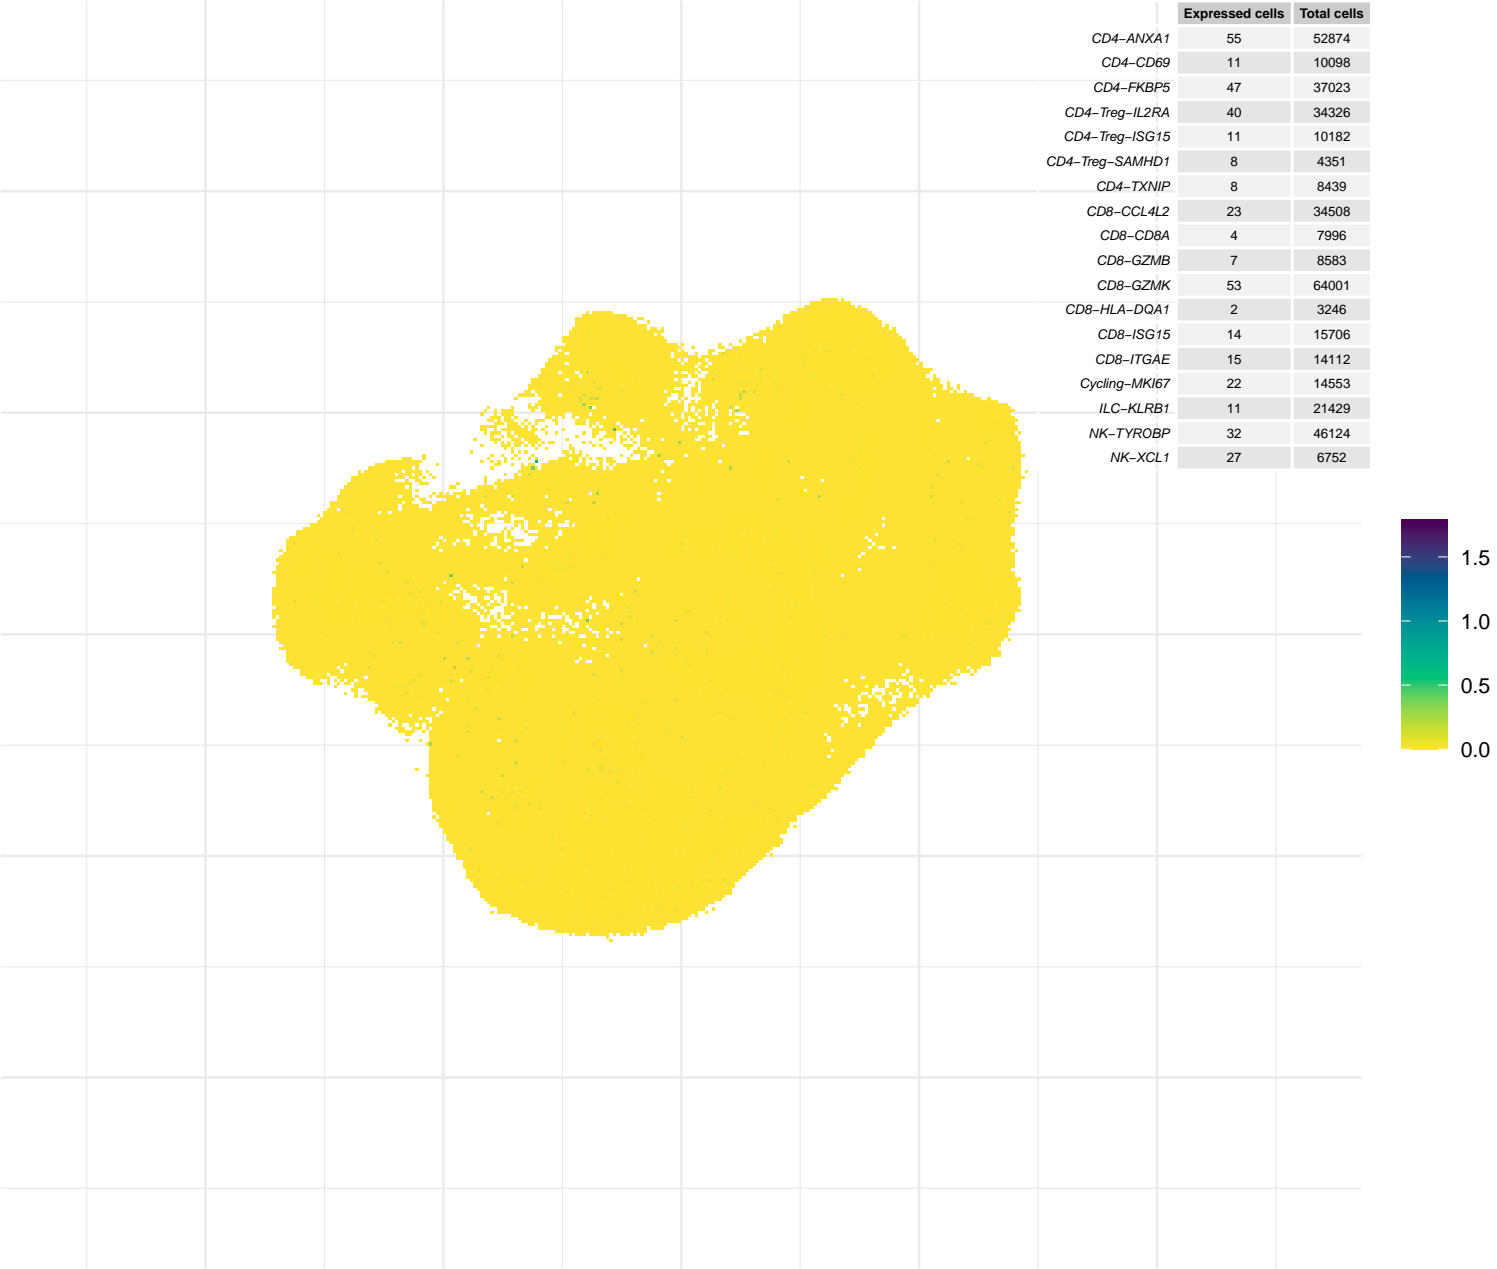 Expressed cells Total cells
CD4−ANXA1 55 52874
CD4−CD69 11 10098
CD4−FKBP5 47 37023
CD4−Treg−IL2RA 40 34326
CD4−Treg−ISG15 11 10182
CD4−Treg−SAMHD1 8 4351
CD4−TXNIP 8 8439
CD8−CCL4L2 23 34508
CD8−CD8A 4 7996
CD8−GZMB 7 8583
CD8−GZMK 53 64001
CD8−HLA−DQA1 2 3246
CD8−ISG15 14 15706
CD8−ITGAE 15 14112
Cycling−MKI67 22 14553
ILC−KLRB1 11 21429
NK−TYROBP 32 46124
NK−XCL1 27 6752
1.5
1.0
0.5
0.0